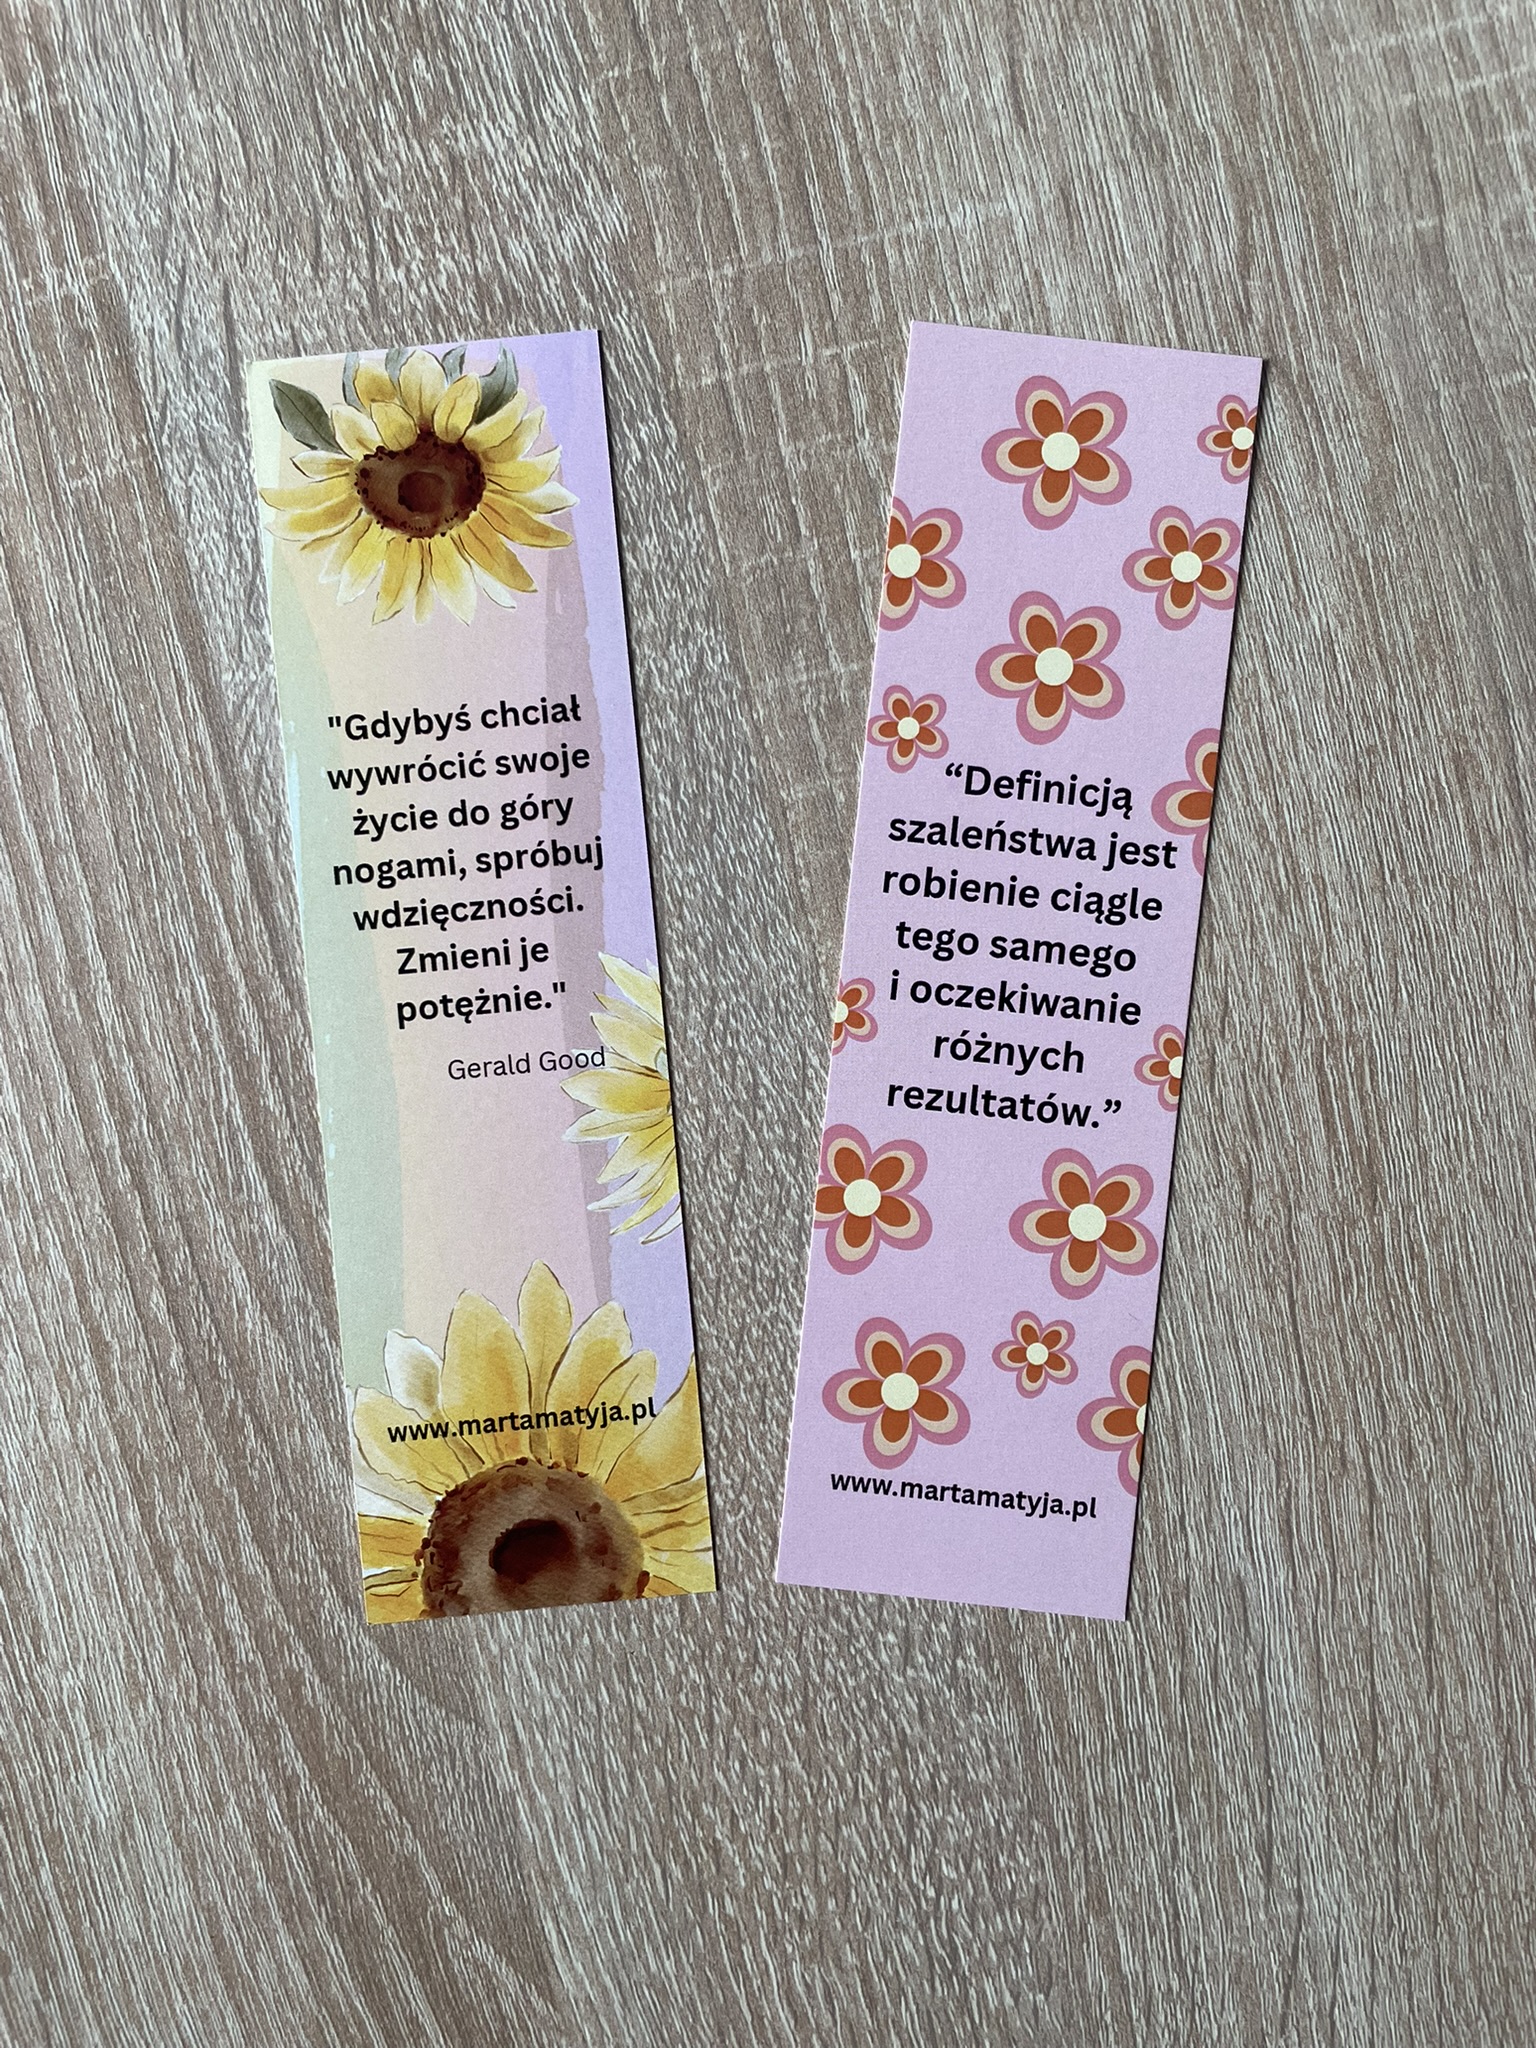 "Gdybyś chciał
wywrócić swoje
życie do góry
nogami, spróbuj
wdzięczności.
Zmieni je
potężnie."
Gerald Good
www.martamatyja.pl
“Definicją
szaleństwa jest
robienie ciągle
tego samego
i oczekiwanie
różnych
rezultatów.”
www.martamatyja.pl